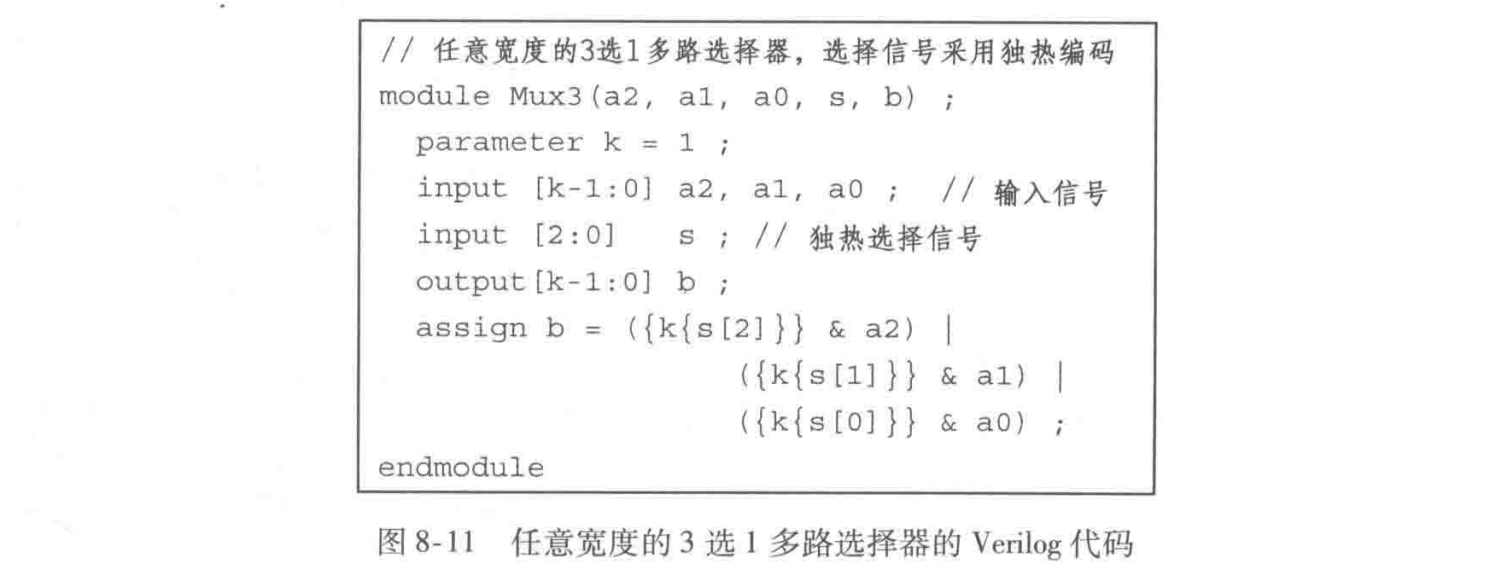 // 任意宽度的3选1多路选择器，选择信号采用独热编码
module Mux3(a2, a1, a0, s, b) ;
  parameter k = 1 ;
  input [k-1:0] a2, a1, a0 ;  // 输入信号
  input [2:0]   s ; // 独热选择信号
  output[k-1:0] b ;
  assign b = ({k{s[2]}} & a2) |
                   ({k{s[1]}} & a1) |
                   ({k{s[0]}} & a0) ;
endmodule
图 8-11 任意宽度的 3 选 1 多路选择器的 Verilog 代码